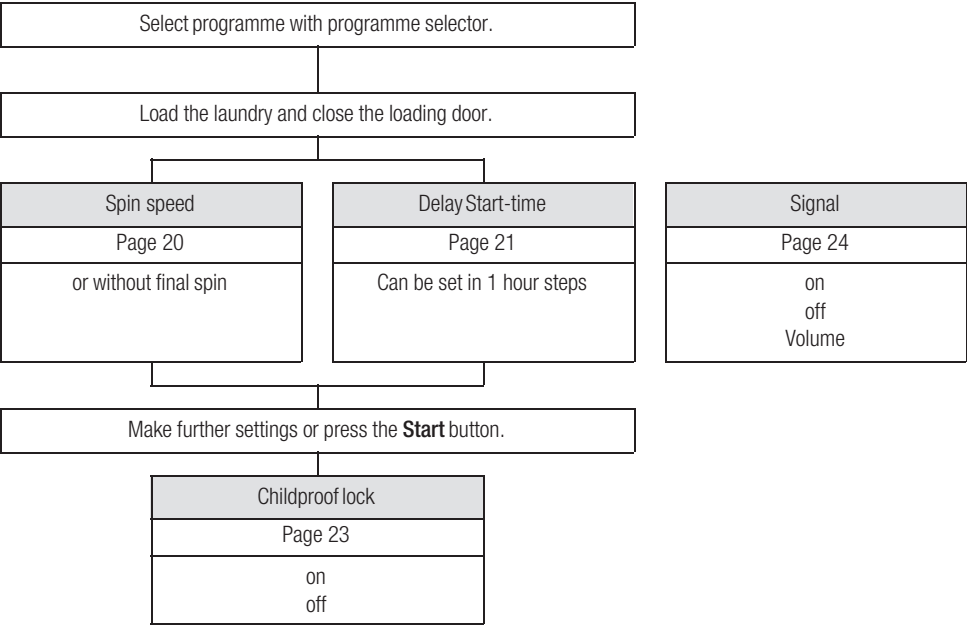 Select programme with programme selector.
Load the laundry and close the loading door.
Spin speed
Page 20
or without final spin
Delay Start-time
Page 21
Can be set in 1 hour steps
Signal
Page 24
on
off
Volume
Make further settings or press the Start button.
Childproof lock
Page 23
on
off